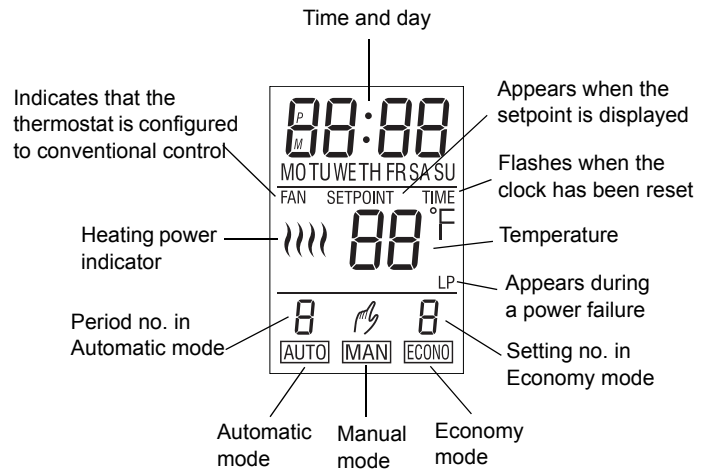 Time and day
Indicates that the
thermostat is configured
to conventional control
Appears when the
setpoint is displayed
Flashes when the
clock has been reset
P
M
88:88
MO TU WE TH FR SA SU
FAN SETPOINT TIME
Heating power
indicator
88 °F
Temperature
LP
Appears during
a power failure
Period no. in
Automatic mode
8 8
Setting no. in
Economy mode
AUTO MAN ECONO
Automatic
mode
Manual
mode
Economy
mode